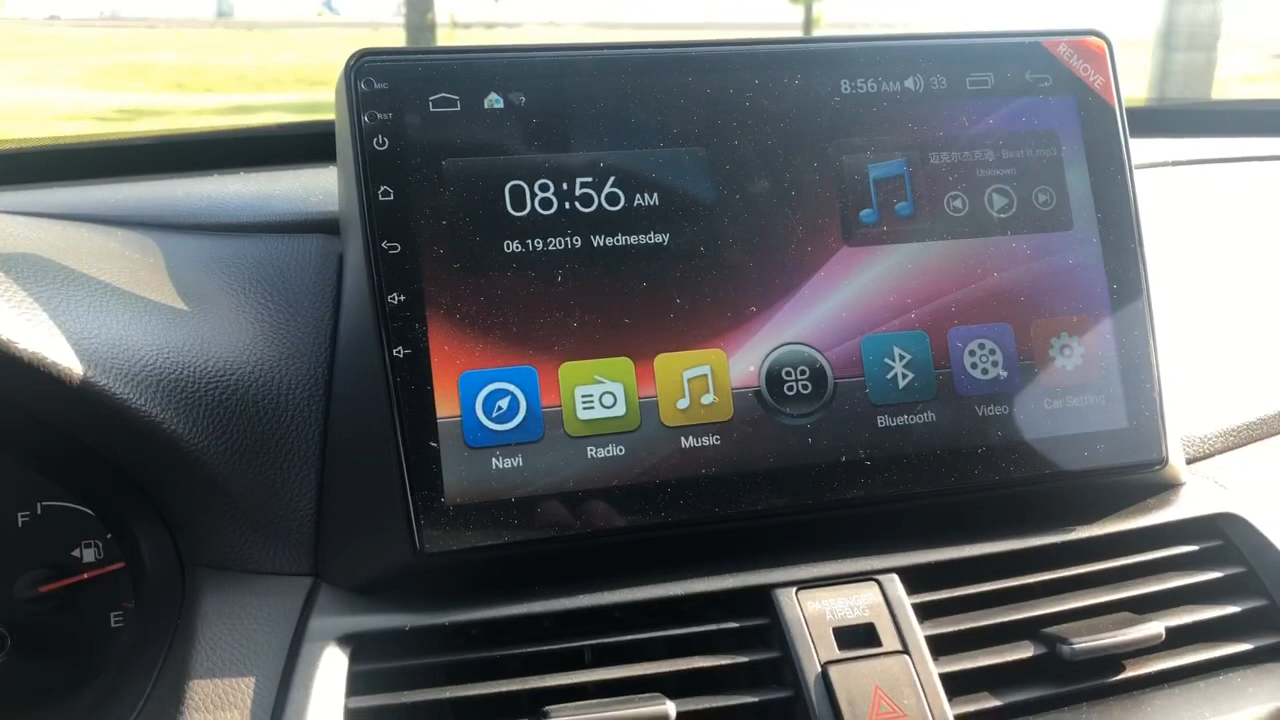 MIC
RST
8:56 AM 33
REMOVE
?
08:56 AM
06.19.2019 Wednesday
迈克尔杰克逊 - Beat It.mp3
Unknown
Navi
Radio
Music
Bluetooth
Video
Car Setting
F
E
PASSENGER
AIRBAG